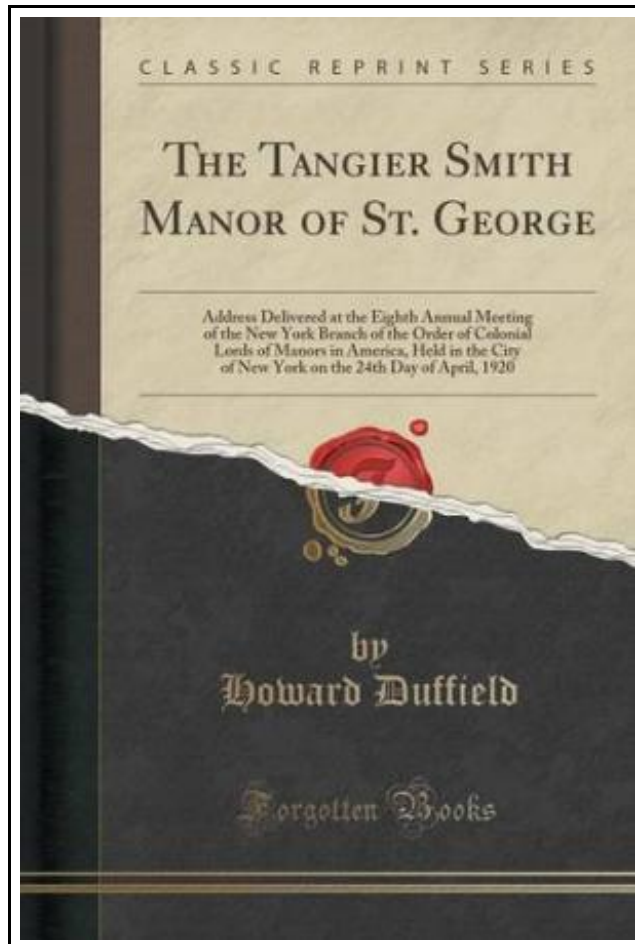 CLASSIC REPRINT SERIES
THE TANGIER SMITH
MANOR OF ST. GEORGE
Address Delivered at the Eighth Annual Meeting
of the New York Branch of the Order of Colonial
Lords of Manors in America, Held in the City
of New York on the 24th Day of April, 1920
by
Howard Duffield
Forgotten Books